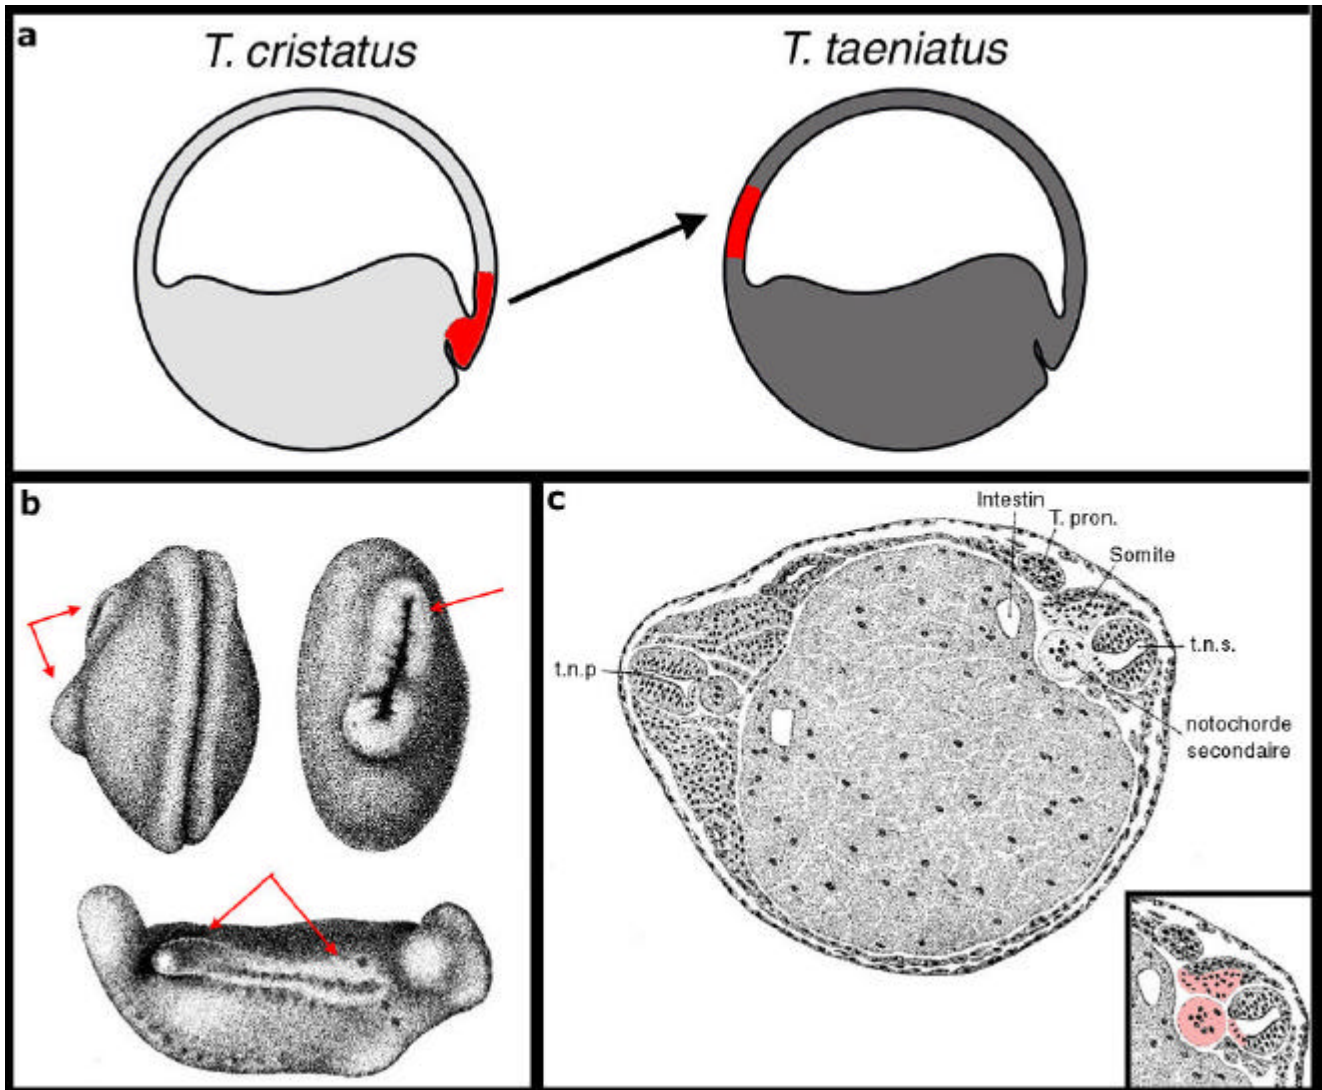 a
T. cristatus
T. taeniatus
b
c
Intestin
T. pron.
Somite
t.n.s.
t.n.p
notochorde
secondaire